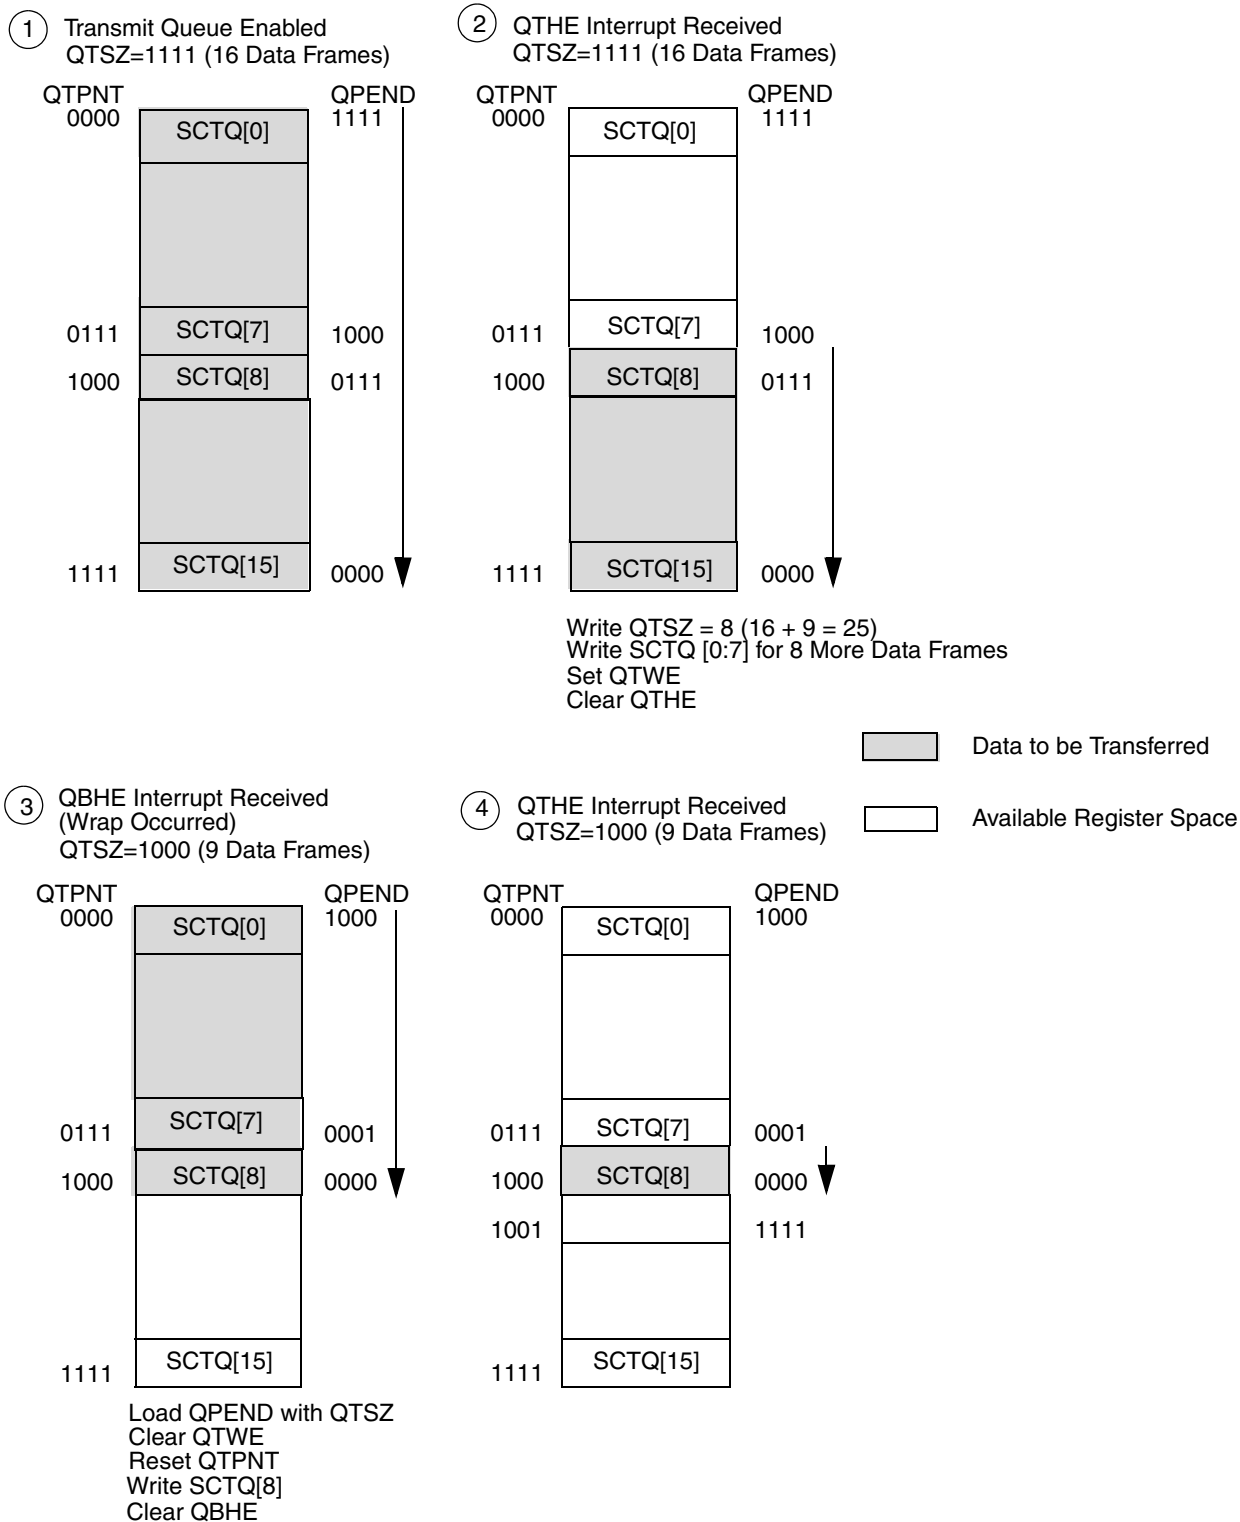 1 Transmit Queue Enabled
QTSZ=1111 (16 Data Frames)
QTPNT QPEND
0000 SCTQ[0] 1111
0111 SCTQ[7] 1000
1000 SCTQ[8] 0111
1111 SCTQ[15] 0000
2 QTHE Interrupt Received
QTSZ=1111 (16 Data Frames)
QTPNT QPEND
0000 SCTQ[0] 1111
0111 SCTQ[7] 1000
1000 SCTQ[8] 0111
1111 SCTQ[15] 0000
Write QTSZ = 8 (16 + 9 = 25)
Write SCTQ [0:7] for 8 More Data Frames
Set QTWE
Clear QTHE
Data to be Transferred
Available Register Space
3 QBHE Interrupt Received
(Wrap Occurred)
QTSZ=1000 (9 Data Frames)
QTPNT QPEND
0000 SCTQ[0] 1000
0111 SCTQ[7] 0001
1000 SCTQ[8] 0000
1111 SCTQ[15]
Load QPEND with QTSZ
Clear QTWE
Reset QTPNT
Write SCTQ[8]
Clear QBHE
4 QTHE Interrupt Received
QTSZ=1000 (9 Data Frames)
QTPNT QPEND
0000 SCTQ[0] 1000
0111 SCTQ[7] 0001
1000 SCTQ[8] 0000
1001 1111
1111 SCTQ[15]